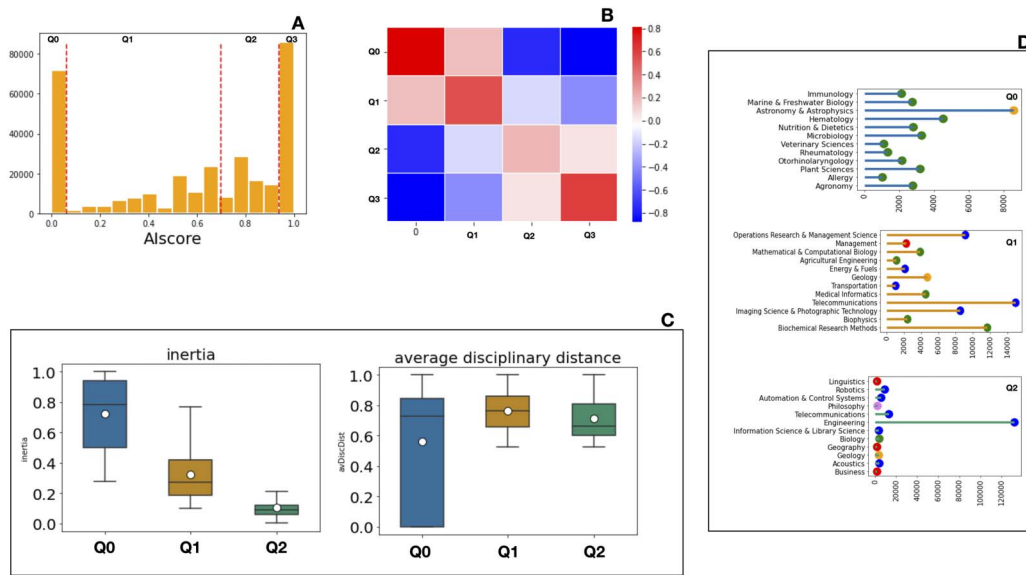 A
Q0 Q1 Q2 Q3
80000
60000
40000
20000
0
0.0 0.2 0.4 0.6 0.8 1.0
AIscore
B
Q0
Q1
Q2
Q3
0 Q1 Q2 Q3
0.8
0.6
0.4
0.2
0.0
−0.2
−0.4
−0.6
−0.8
C
inertia
1.0
0.8
0.6
0.4
0.2
0.0
inertia
Q0 Q1 Q2
average disciplinary distance
1.0
0.8
0.6
0.4
0.2
0.0
avDiscDist
Q0 Q1 Q2
D
Q0
Immunology
Marine & Freshwater Biology
Astronomy & Astrophysics
Hematology
Nutrition & Dietetics
Microbiology
Veterinary Sciences
Rheumatology
Otorhinolaryngology
Plant Sciences
Allergy
Agronomy
0 2000 4000 6000 8000
Q1
Operations Research & Management Science
Management
Mathematical & Computational Biology
Agricultural Engineering
Energy & Fuels
Geology
Transportation
Medical Informatics
Telecommunications
Imaging Science & Photographic Technology
Biophysics
Biochemical Research Methods
0 2000 4000 6000 8000 10000 12000 14000
Q2
Linguistics
Robotics
Automation & Control Systems
Philosophy
Telecommunications
Engineering
Information Science & Library Science
Biology
Geography
Geology
Acoustics
Business
0 20000 40000 60000 80000 100000 120000